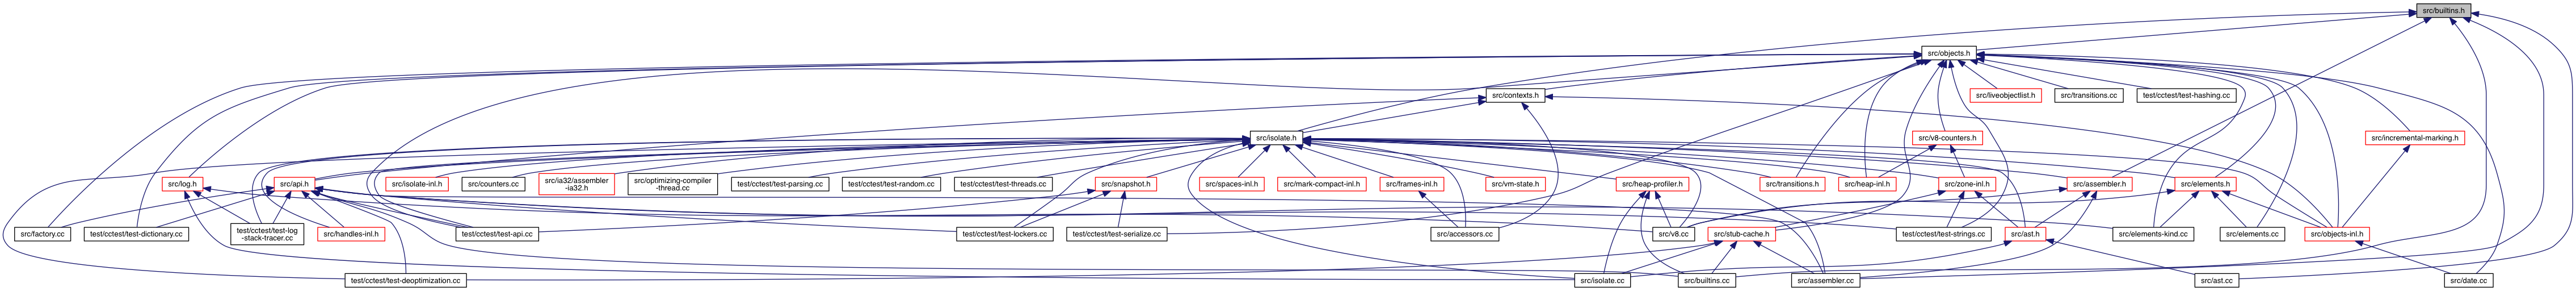 src/builtins.h
src/objects.h
src/contexts.h
src/liveobjectlist.h
src/transitions.cc
test/cctest/test-hashing.cc
src/isolate.h
src/v8-counters.h
src/incremental-marking.h
src/log.h
src/api.h
src/isolate-inl.h
src/counters.cc
src/ia32/assembler
-ia32.h
src/optimizing-compiler
-thread.cc
test/cctest/test-parsing.cc
test/cctest/test-random.cc
test/cctest/test-threads.cc
src/snapshot.h
src/spaces-inl.h
src/mark-compact-inl.h
src/frames-inl.h
src/vm-state.h
src/heap-profiler.h
src/transitions.h
src/heap-inl.h
src/zone-inl.h
src/assembler.h
src/elements.h
src/factory.cc
test/cctest/test-dictionary.cc
test/cctest/test-log
-stack-tracer.cc
src/handles-inl.h
test/cctest/test-api.cc
test/cctest/test-lockers.cc
test/cctest/test-serialize.cc
src/accessors.cc
src/v8.cc
src/stub-cache.h
test/cctest/test-strings.cc
src/ast.h
src/elements-kind.cc
src/elements.cc
src/objects-inl.h
test/cctest/test-deoptimization.cc
src/isolate.cc
src/builtins.cc
src/assembler.cc
src/ast.cc
src/date.cc